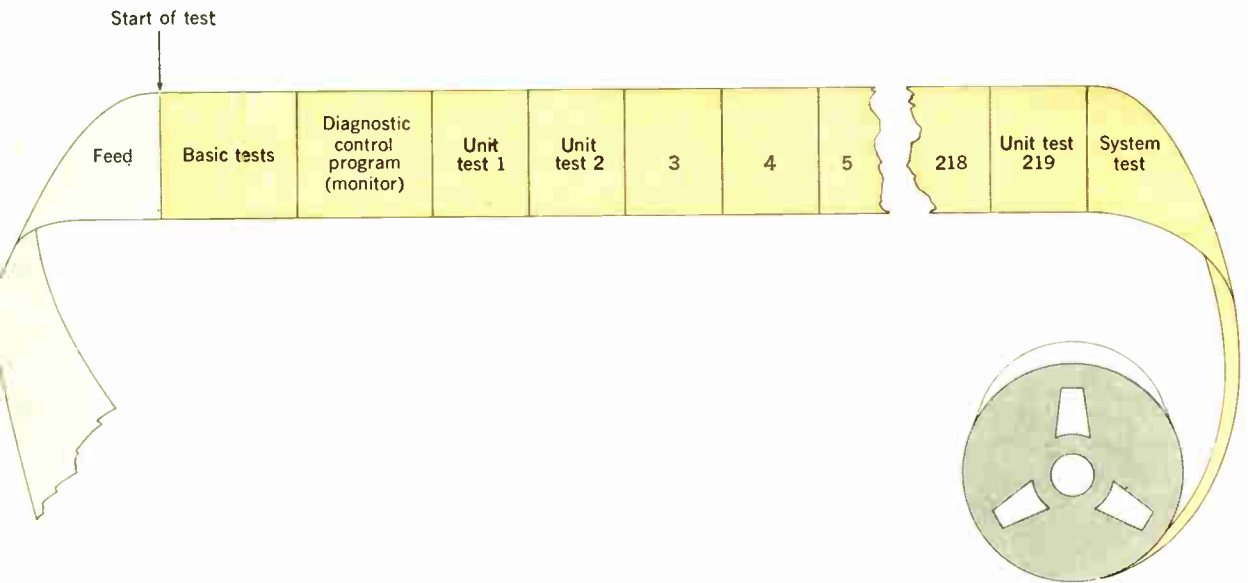 Start of test
Feed
Basic tests
Diagnostic
control
program
(monitor)
Unit
test 1
Unit
test 2
3
4
5
218
Unit test
219
System
test